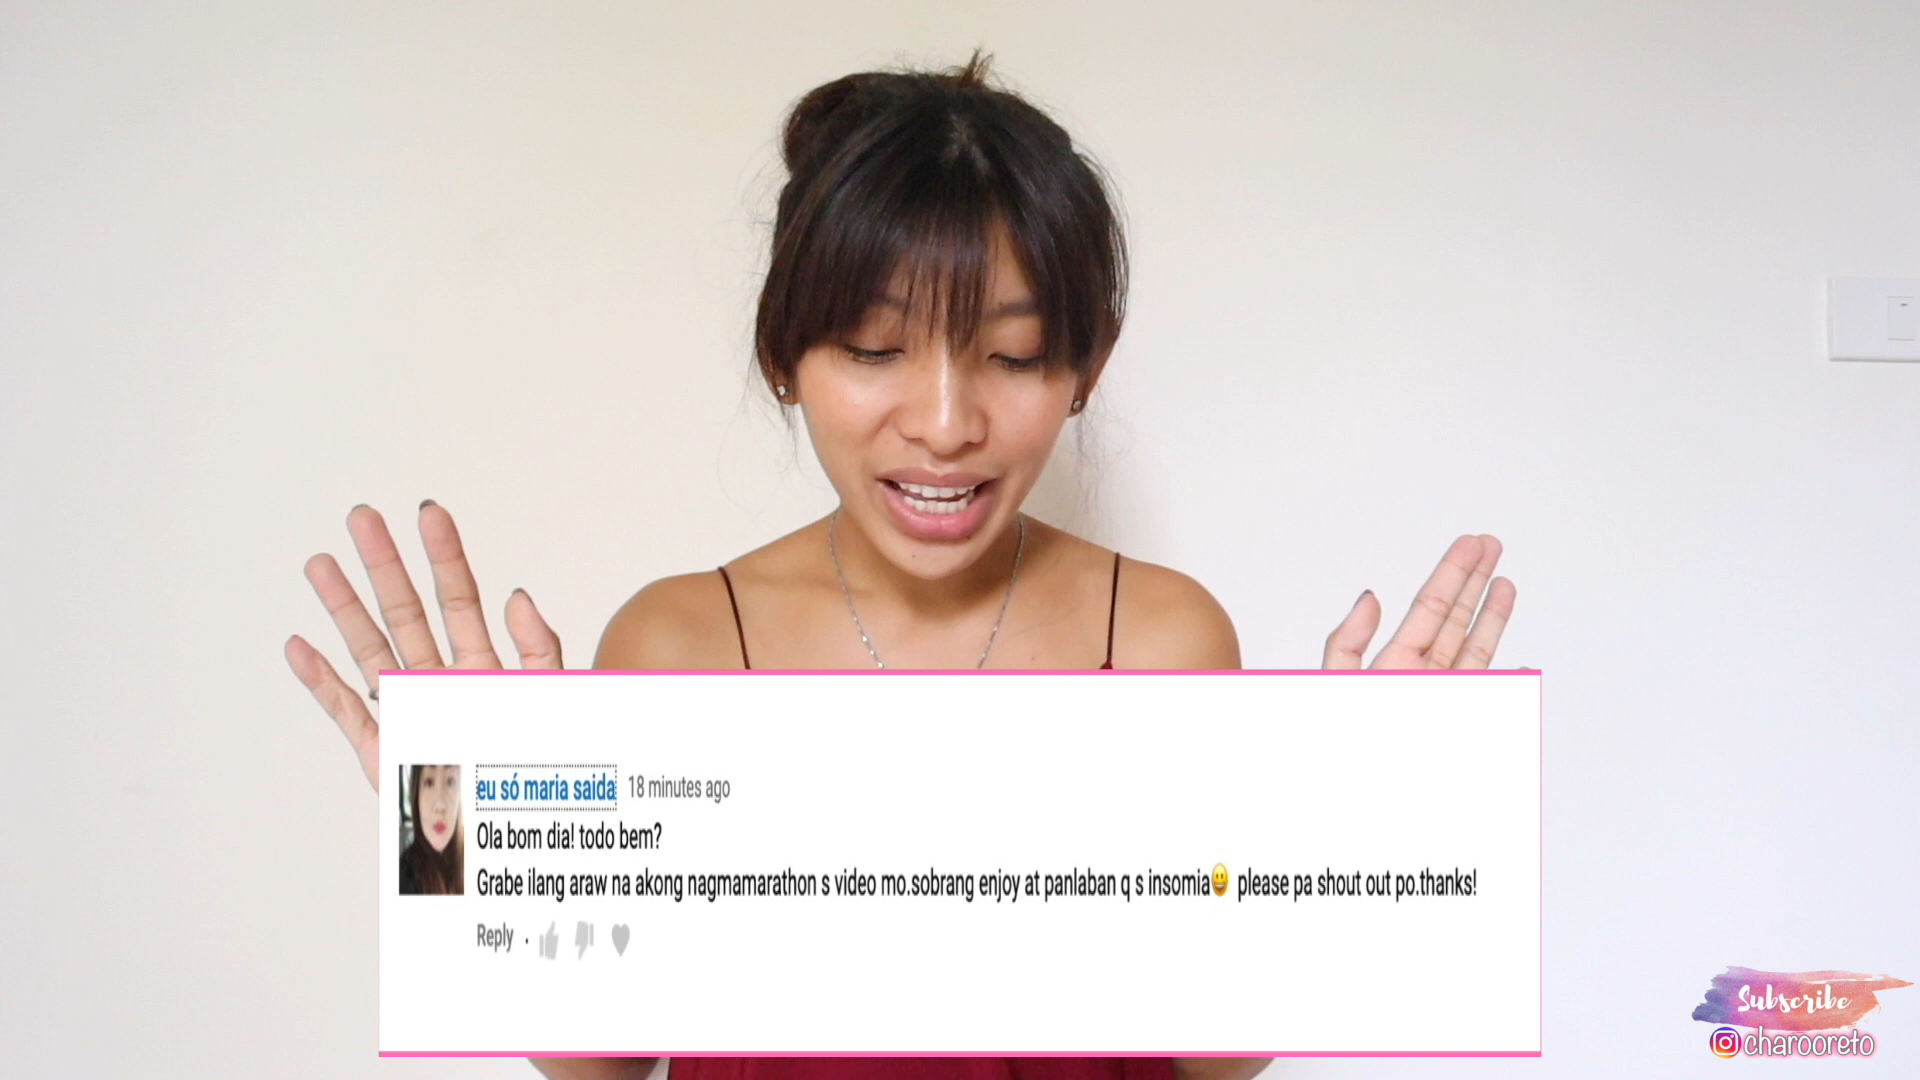 eu só maria saida 18 minutes ago
Ola bom dia! todo bem?
Grabe ilang araw na akong nagmamarathon s video mo.sobrang enjoy at panlaban q s insomia😀 please pa shout out po.thanks!
Reply
Subscribe
charooreto